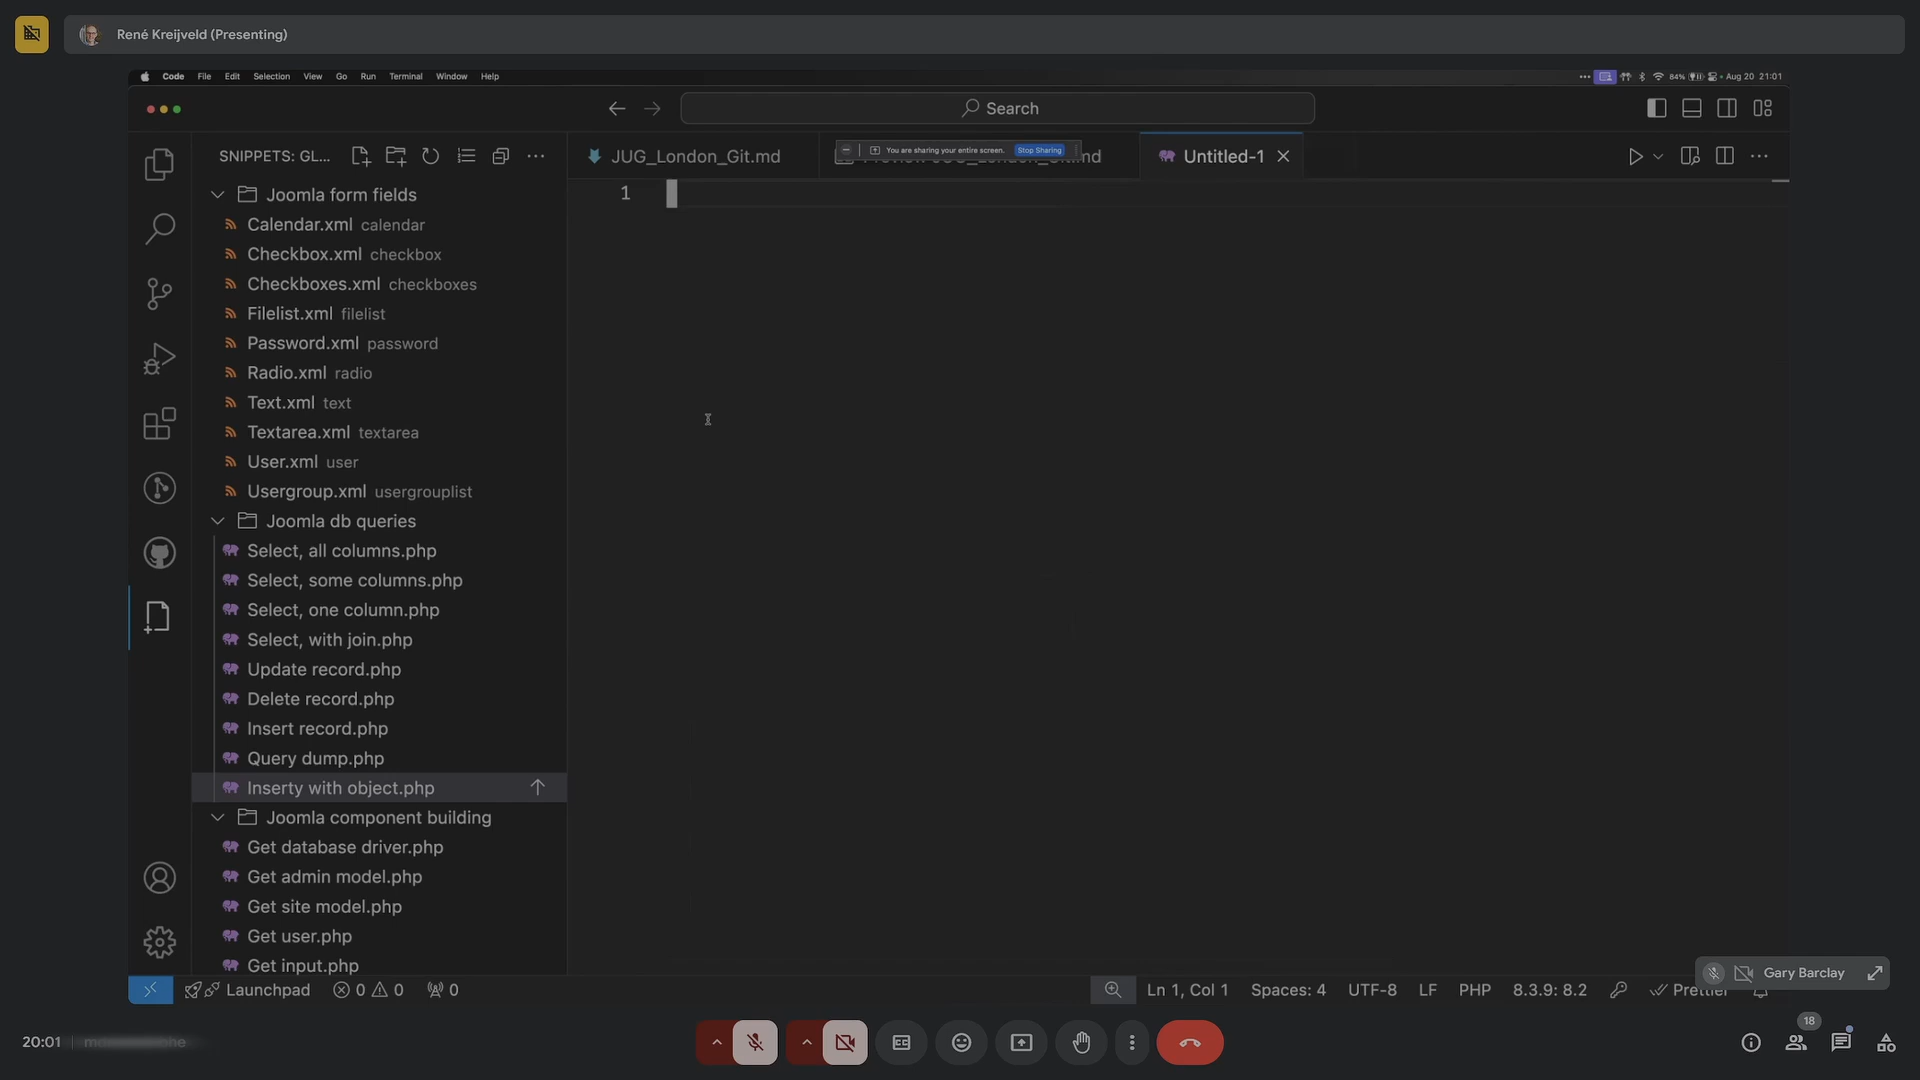 René Kreijveld (Presenting)
Code File Edit Selection View Go Run Terminal Window Help
84% Aug 20 21:01
Search
SNIPPETS: GL...
JUG_London_Git.md
You are sharing your entire screen. Stop Sharing
Untitled-1
1
Joomla form fields
Calendar.xml calendar
Checkbox.xml checkbox
Checkboxes.xml checkboxes
Filelist.xml filelist
Password.xml password
Radio.xml radio
Text.xml text
Textarea.xml textarea
User.xml user
Usergroup.xml usergrouplist
Joomla db queries
Select, all columns.php
Select, some columns.php
Select, one column.php
Select, with join.php
Update record.php
Delete record.php
Insert record.php
Query dump.php
Inserty with object.php
Joomla component building
Get database driver.php
Get admin model.php
Get site model.php
Get user.php
Get input.php
Gary Barclay
Launchpad 0 0 0
Ln 1, Col 1 Spaces: 4 UTF-8 LF PHP 8.3.9: 8.2 Prettier
18
20:01